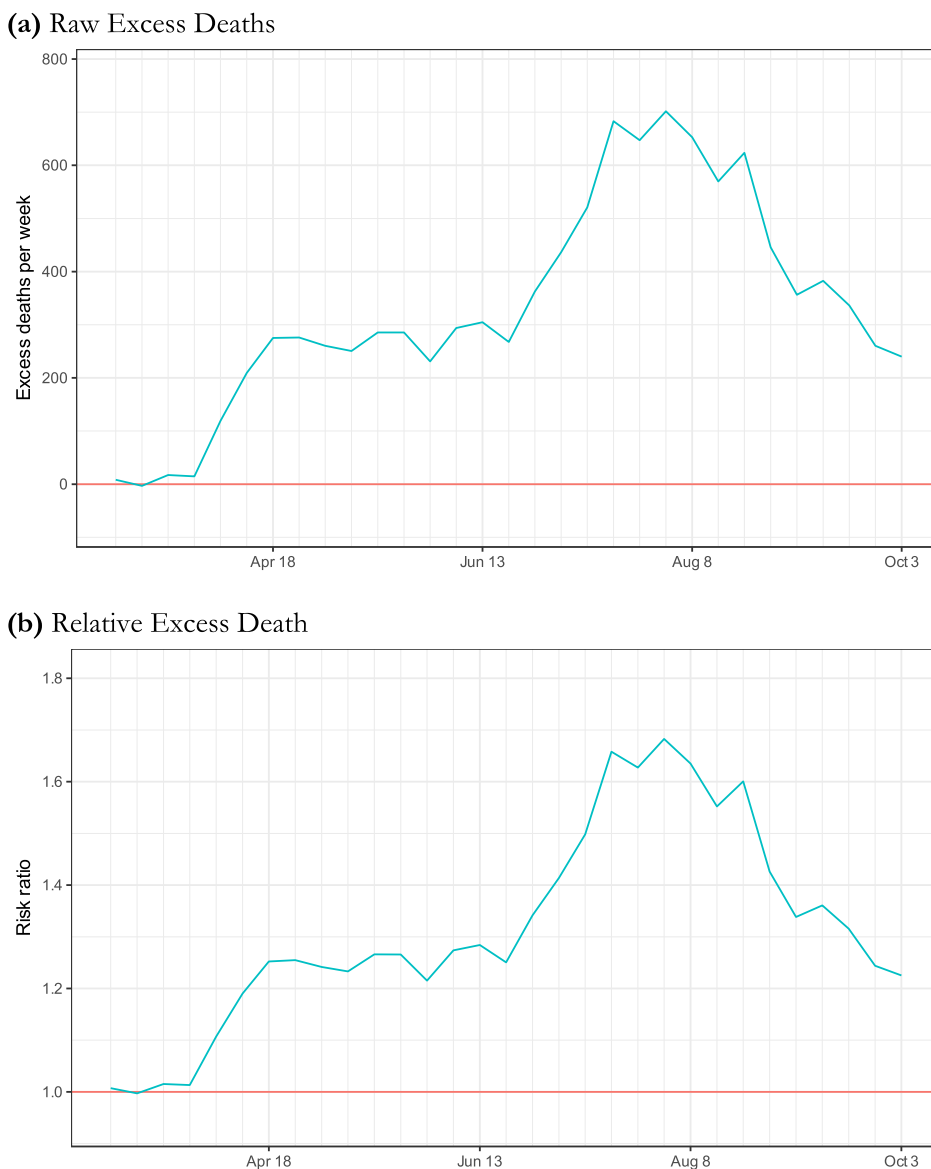 (a) Raw Excess Deaths
800
600
400
200
0
Excess deaths per week
Apr 18
Jun 13
Aug 8
Oct 3
(b) Relative Excess Death
1.8
1.6
1.4
1.2
1.0
Risk ratio
Apr 18
Jun 13
Aug 8
Oct 3